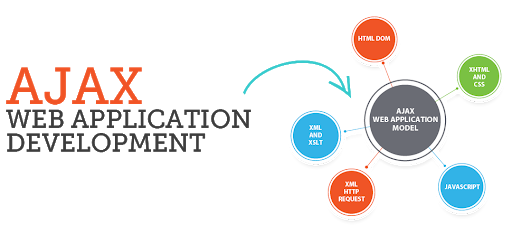 AJAX
WEB APPLICATION
DEVELOPMENT
HTML DOM
XHTML
AND
CSS
AJAX
WEB APPLICATION
MODEL
XML
AND
XSLT
XML
HTTP
REQUEST
JAVASCRIPT